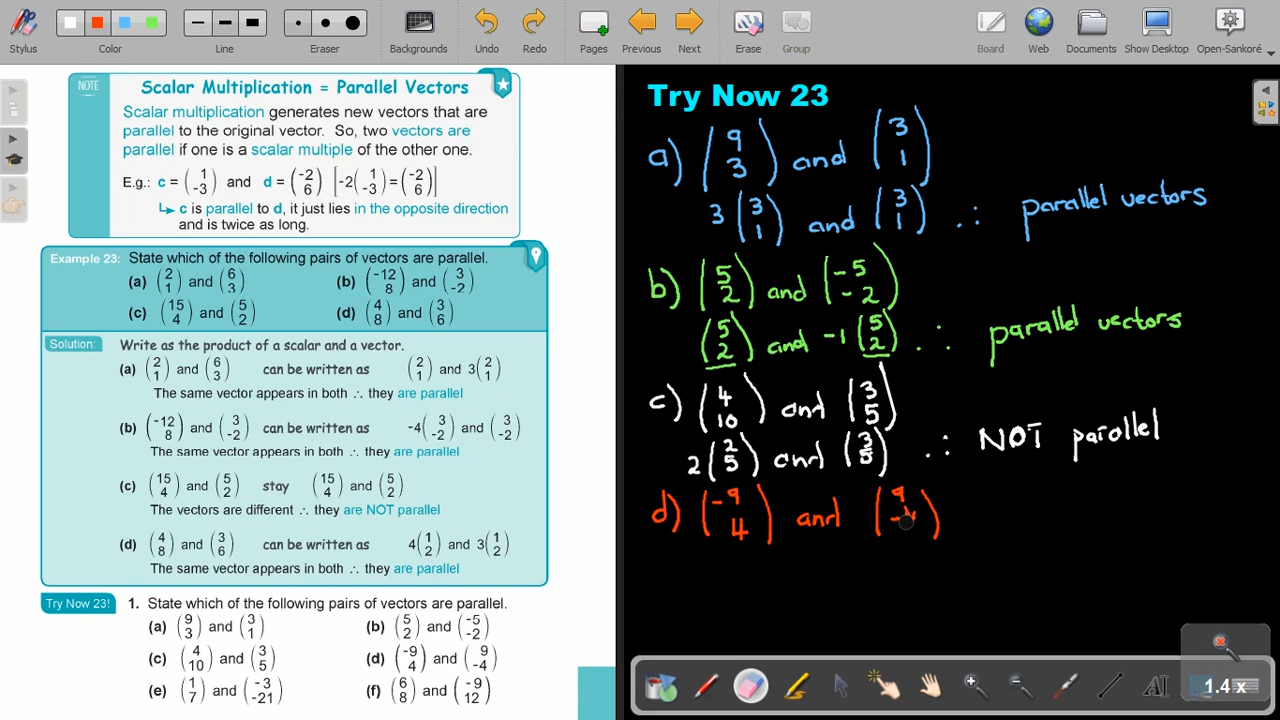 Stylus Color Line Eraser Backgrounds Undo Redo Pages Previous Next Erase Group Board Web Documents Show Desktop Open-Sankoré
NOTE
Scalar Multiplication = Parallel Vectors
Scalar multiplication generates new vectors that are
parallel to the original vector. So, two vectors are
parallel if one is a scalar multiple of the other one.
E.g.: c = (1 -3) and d = (-2 6) [-2(1 -3) = (-2 6)]
↳ c is parallel to d, it just lies in the opposite direction
and is twice as long.
Example 23: State which of the following pairs of vectors are parallel.
(a) (2 1) and (6 3) (b) (-12 8) and (3 -2)
(c) (15 4) and (5 2) (d) (4 8) and (3 6)
Solution: Write as the product of a scalar and a vector.
(a) (2 1) and (6 3) can be written as (2 1) and 3(2 1)
The same vector appears in both ∴ they are parallel
(b) (-12 8) and (3 -2) can be written as -4(3 -2) and (3 -2)
The same vector appears in both ∴ they are parallel
(c) (15 4) and (5 2) stay (15 4) and (5 2)
The vectors are different ∴ they are NOT parallel
(d) (4 8) and (3 6) can be written as 4(1 2) and 3(1 2)
The same vector appears in both ∴ they are parallel
Try Now 23! 1. State which of the following pairs of vectors are parallel.
(a) (9 3) and (3 1) (b) (5 2) and (-5 -2)
(c) (4 10) and (3 5) (d) (-9 4) and (9 -4)
(e) (1 7) and (-3 -21) (f) (6 8) and (-9 12)
Try Now 23
a) (9 3) and (3 1)
3 (3 1) and (3 1) ∴ parallel vectors
b) (5 2) and (-5 -2)
(5 2) and -1 (5 2) ∴ parallel vectors
c) (4 10) and (3 5)
2 (2 5) and (3 5) ∴ NOT parallel
d) (-9 4) and (9
1.4 x